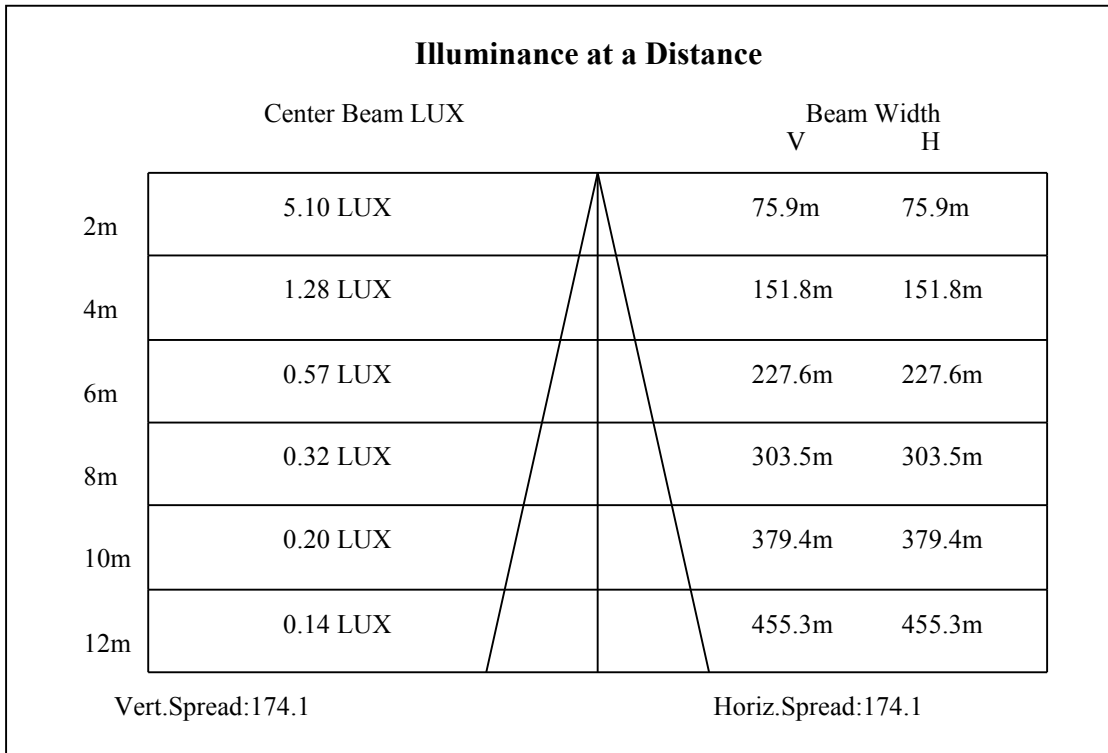 Illuminance at a Distance
Center Beam LUX Beam Width
V H
2m 5.10 LUX 75.9m 75.9m
4m 1.28 LUX 151.8m 151.8m
6m 0.57 LUX 227.6m 227.6m
8m 0.32 LUX 303.5m 303.5m
10m 0.20 LUX 379.4m 379.4m
12m 0.14 LUX 455.3m 455.3m
Vert.Spread:174.1 Horiz.Spread:174.1